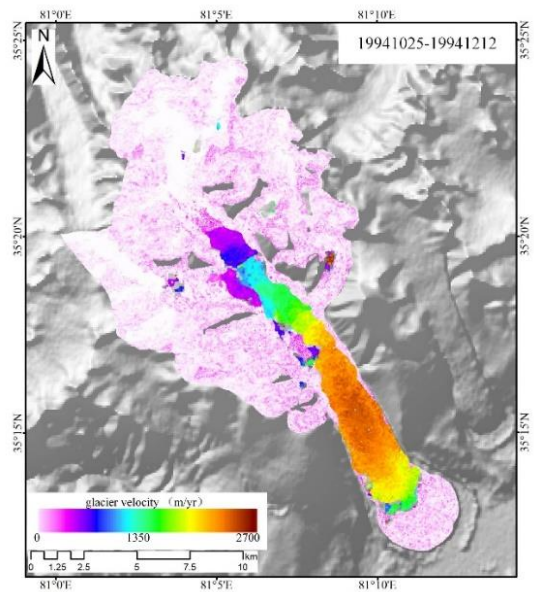 81°0'E 81°5'E 81°10'E
35°25'N 35°25'N
N
19941025-19941212
35°20'N 35°20'N
35°15'N 35°15'N
glacier velocity （m/yr）
0 1350 2700
km
0 1.25 2.5 5 7.5 10
81°0'E 81°5'E 81°10'E